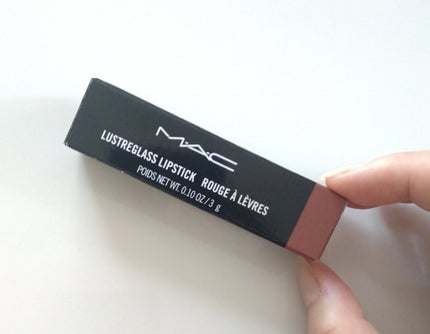 MAC
LUSTREGLASS LIPSTICK ROUGE À LÈVRES
POIDS NET WT. 0.10 OZ / 3 g